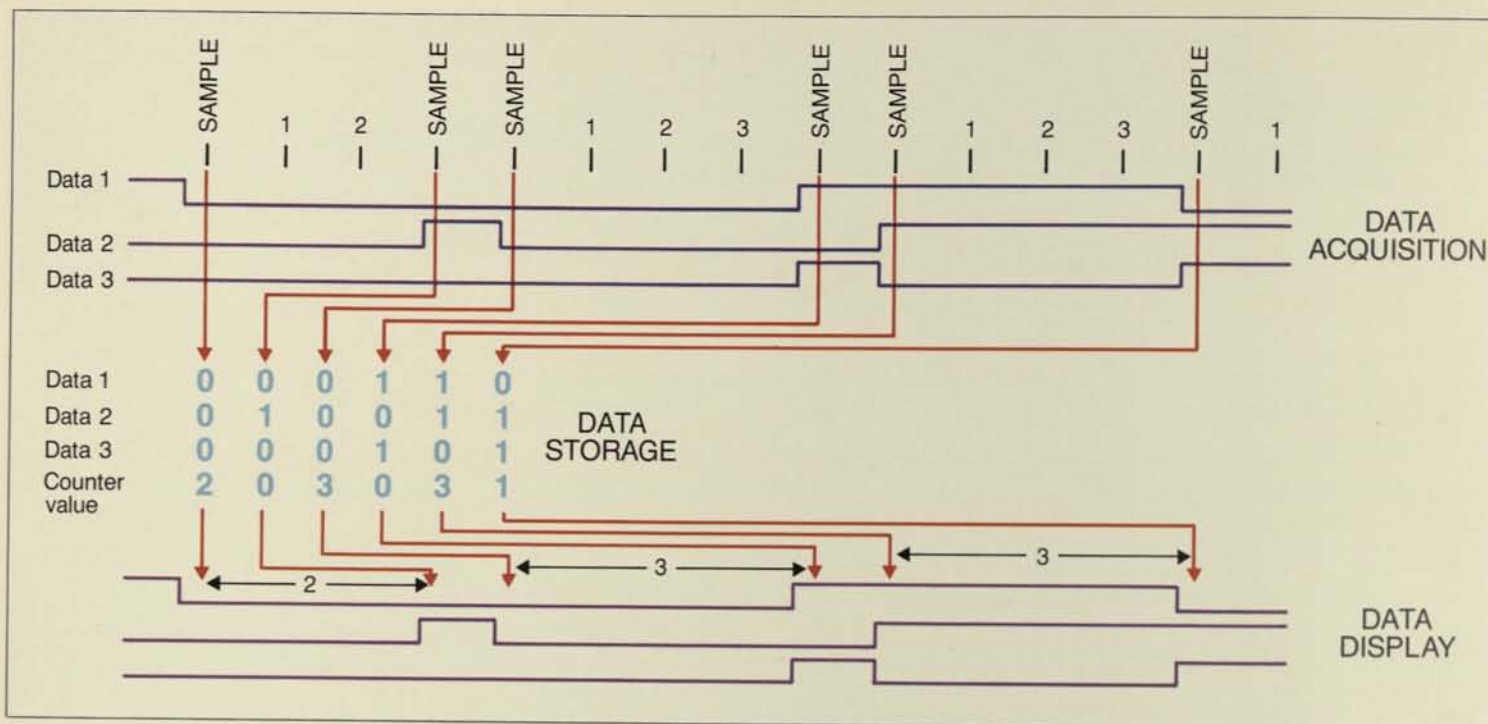 SAMPLE 1 2 SAMPLE SAMPLE 1 2 3 SAMPLE SAMPLE 1 2 3 SAMPLE 1
Data 1
Data 2
Data 3
DATA
ACQUISITION
Data 1 0 0 0 1 1 0
Data 2 0 1 0 0 1 1
Data 3 0 0 0 1 0 1
Counter value 2 0 3 0 3 1
DATA
STORAGE
2 3 3
DATA
DISPLAY